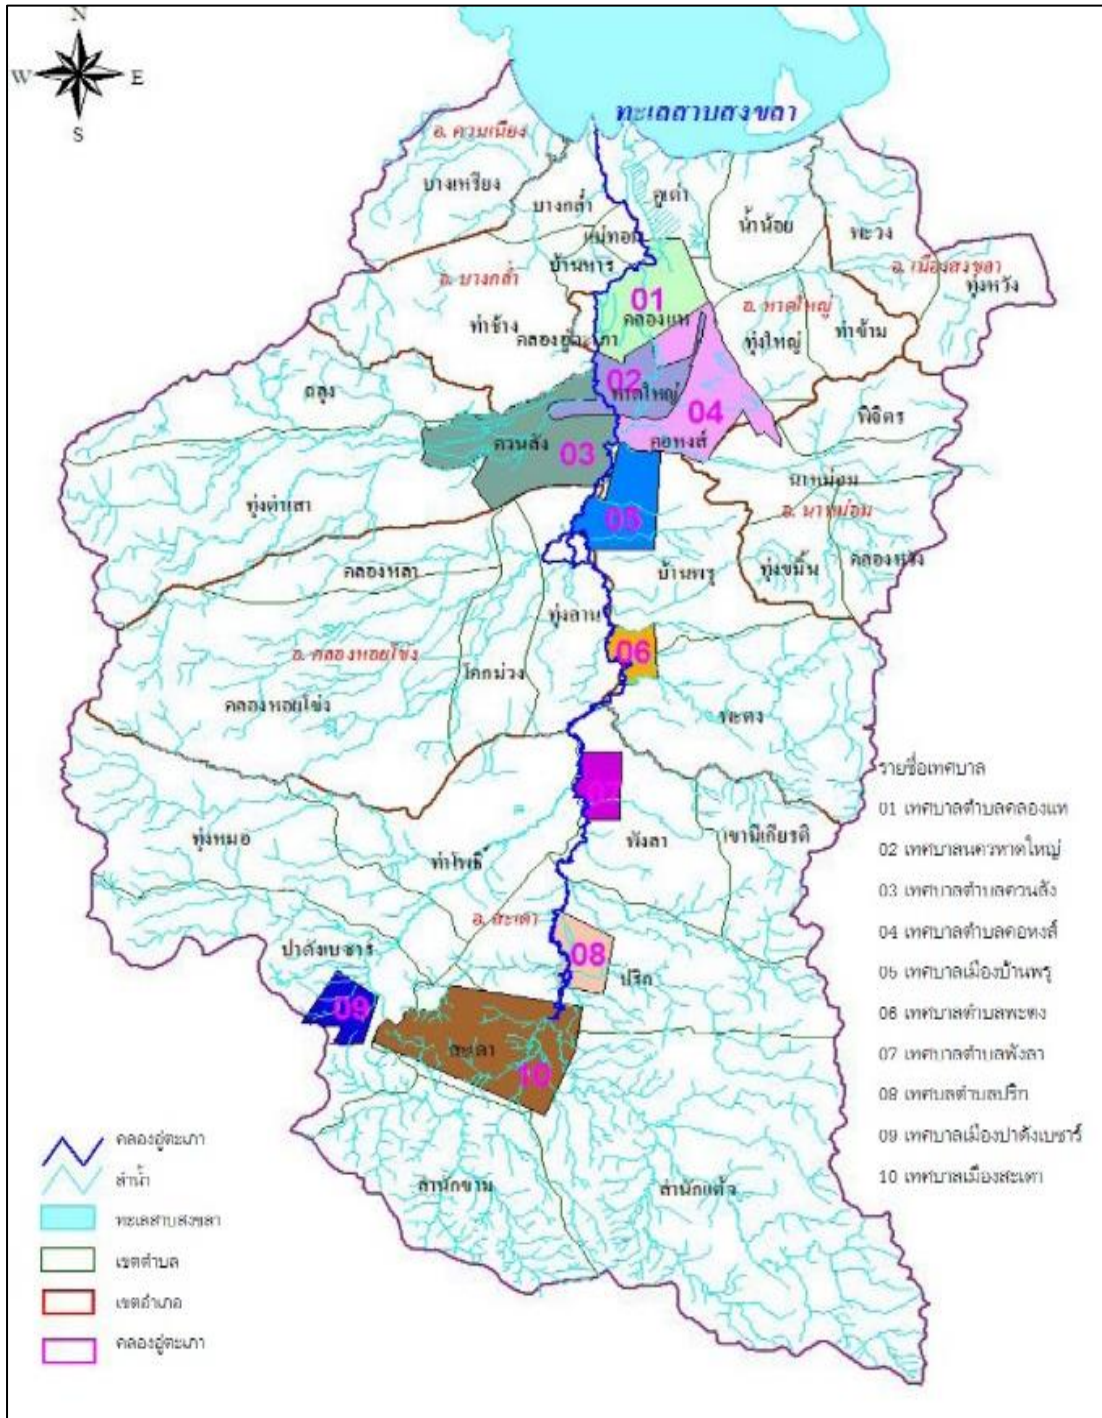 N
W E
S
ทะเลสาบสงขลา
อ. ควนเนียง
บางเหรียง
บางกล่ำ
คูเต่า
น้ำน้อย
พะวง
แม่ทอม
บ้านหาร
อ. บางกล่ำ
อ. เมืองสงขลา
ทุ่งหวัง
01
คลองแห
อ. หาดใหญ่
ท่าช้าง
คลองอู่ตะเภา
ทุ่งใหญ่
ท่าข้าม
02
หาดใหญ่
ฉลุง
04
พิจิตร
ควนลัง
03
คอหงส์
นาหม่อม
ทุ่งตำเสา
05
อ. นาหม่อม
คลองหลา
บ้านพรุ
ทุ่งขมิ้น
คลองหรัง
ทุ่งลาน
อ. คลองหอยโข่ง
06
โคกม่วง
คลองหอยโข่ง
พะตง
รายชื่อเทศบาล
07
01 เทศบาลตำบลคลองแห
ทุ่งหมอ
ท่าโพธิ์
พังลา
เขามีเกียรติ
02 เทศบาลนครหาดใหญ่
03 เทศบาลตำบลควนลัง
อ. สะเดา
04 เทศบาลตำบลคอหงส์
ปาดังเบซาร์
08
ปริก
05 เทศบาลเมืองบ้านพรุ
09
06 เทศบาลตำบลพะตง
สะเดา
10
07 เทศบาลตำบลพังลา
08 เทศบลตำบลปริก
09 เทศบาลเมืองปาดังเบซาร์
10 เทศบาลเมืองสะเดา
สำนักขาม
สำนักแต้ว
คลองอู่ตะเภา
ลำน้ำ
ทะเลสาบสงขลา
เขตตำบล
เขตอำเภอ
คลองอู่ตะเภา